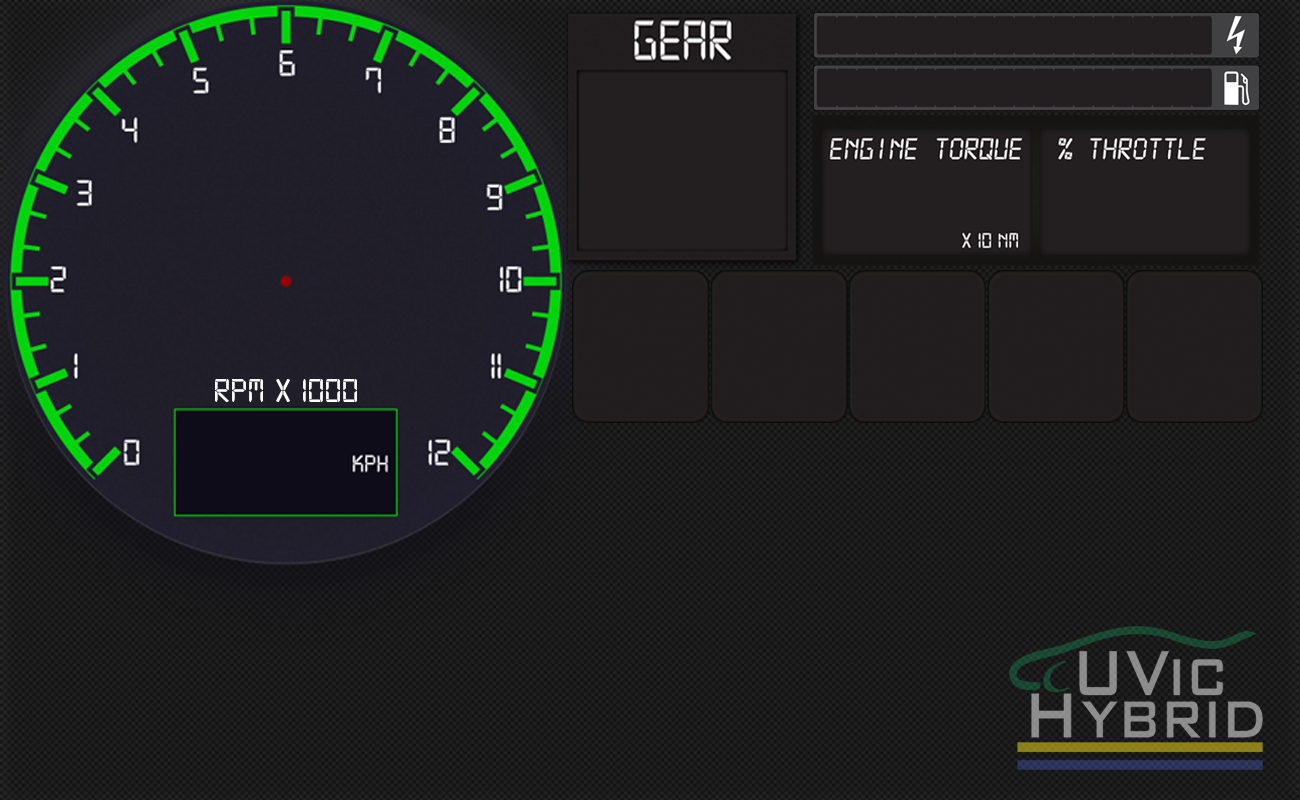 GEAR
6
5
7
4
8
3
9
2
10
1
11
0
12
RPM X 1000
KPH
ENGINE TORQUE
X 10 NM
% THROTTLE
UVIC
HYBRID